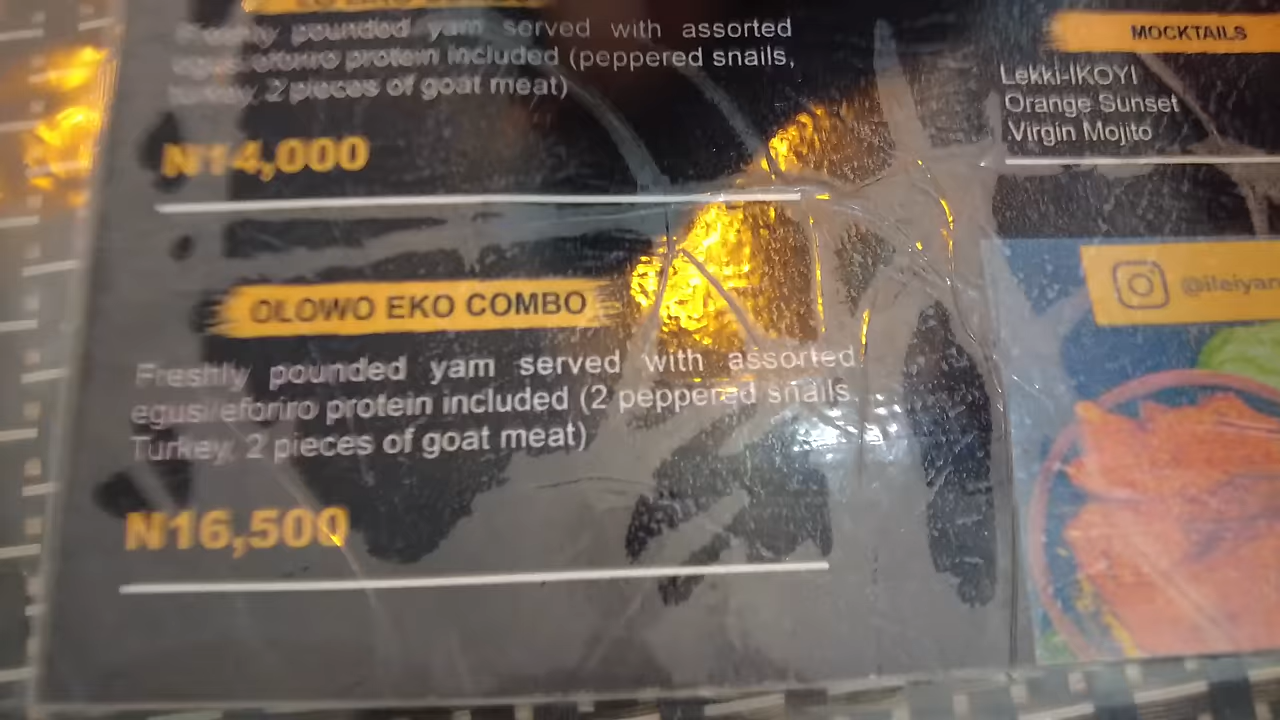 Freshly pounded yam served with assorted
egusi eforiro protein included (peppered snails,
turkey, 2 pieces of goat meat)
N14,000
OLOWO EKO COMBO
Freshly pounded yam served with assorted
egusi/eforiro protein included (2 peppered snails,
Turkey, 2 pieces of goat meat)
N16,500
MOCKTAILS
Lekki-IKOYI
Orange Sunset
Virgin Mojito